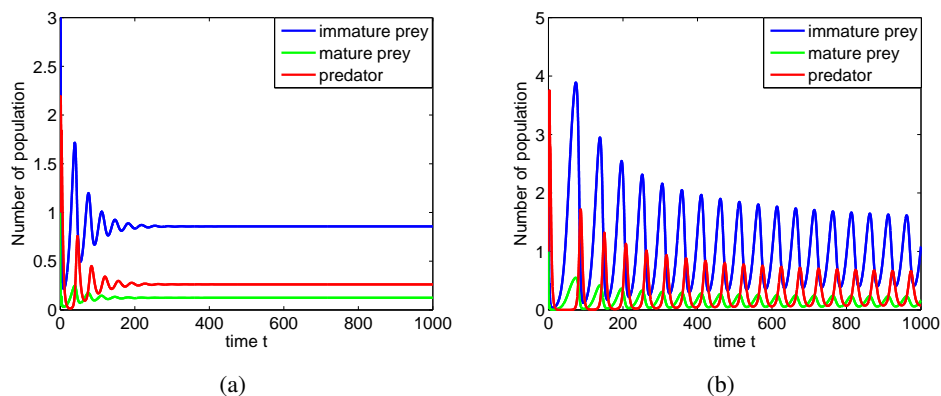 3
2.5
2
1.5
1
0.5
0
0
200
400
600
800
1000
Number of population
time t
immature prey
mature prey
predator
(a)
5
4
3
2
1
0
0
200
400
600
800
1000
Number of population
time t
immature prey
mature prey
predator
(b)